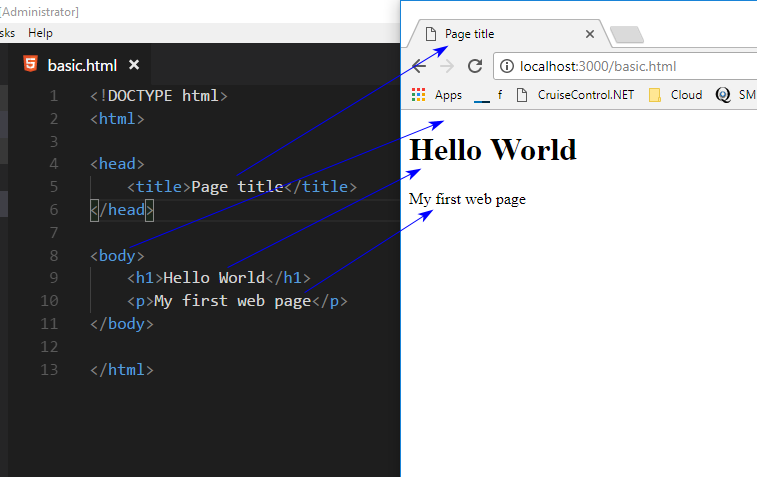 [Administrator]
sks Help
basic.html ×
1 <!DOCTYPE html>
2 <html>
3
4 <head>
5 <title>Page title</title>
6 </head>
7
8 <body>
9 <h1>Hello World</h1>
10 <p>My first web page</p>
11 </body>
12
13 </html>
Page title ×
localhost:3000/basic.html
Apps f CruiseControl.NET Cloud SM
Hello World
My first web page